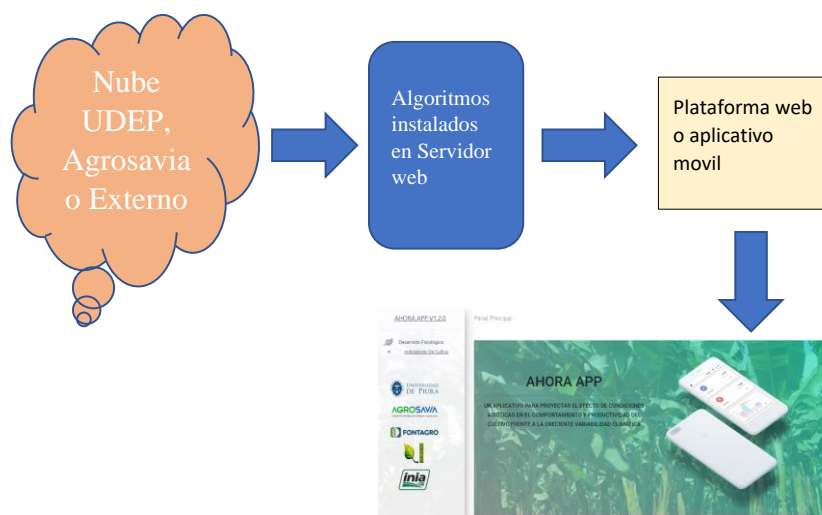 Nube
UDEP,
Agrosavia
o Externo
Algoritmos
instalados
en Servidor
web
Plataforma web
o aplicativo
movil
AHORA APP V1.2.0
Panel Principal
Desarrollo Fisiológico
Indicadores De Cultivo
UNIVERSIDAD
DE PIURA
AGROSAVIA
FONTAGRO
inia
AHORA APP
UN APLICATIVO PARA PROYECTAR EL EFECTO DE CONDICIONES
ABIÓTICAS EN EL COMPORTAMIENTO Y PRODUCTIVIDAD DEL
CULTIVO FRENTE A LA CRECIENTE VARIABILIDAD CLIMÁTICA